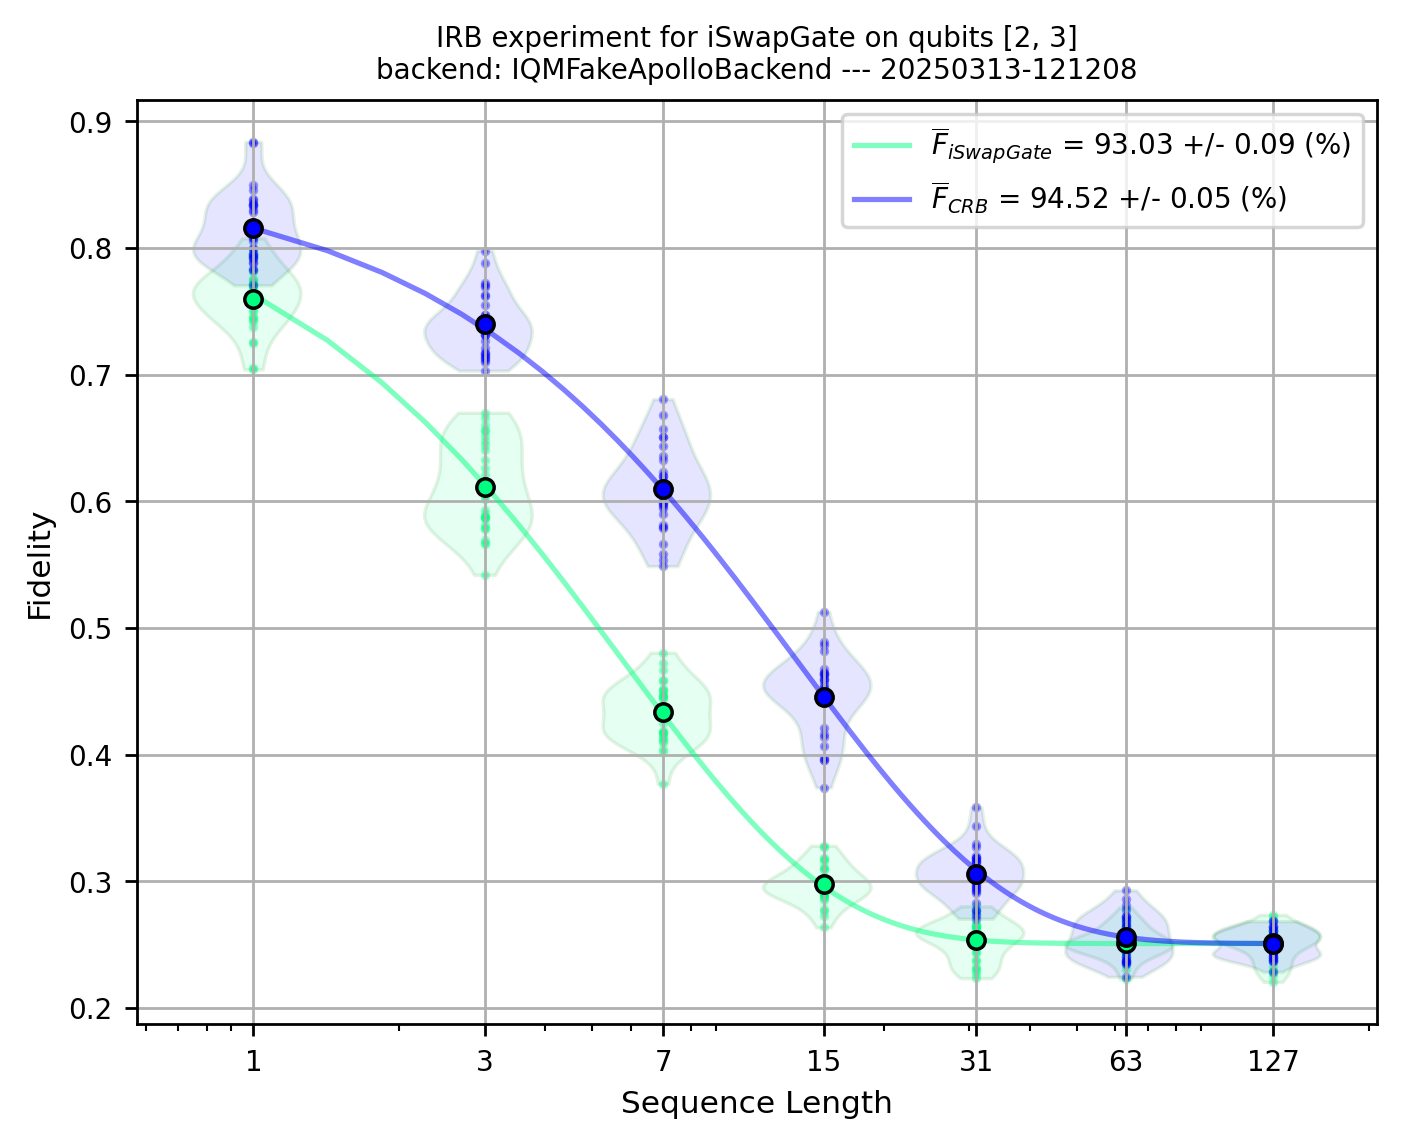 IRB experiment for iSwapGate on qubits [2, 3]
backend: IQMFakeApolloBackend --- 20250313-121208
F̅iSwapGate = 93.03 +/- 0.09 (%)
F̅CRB = 94.52 +/- 0.05 (%)
Fidelity
0.9
0.8
0.7
0.6
0.5
0.4
0.3
0.2
1 3 7 15 31 63 127
Sequence Length